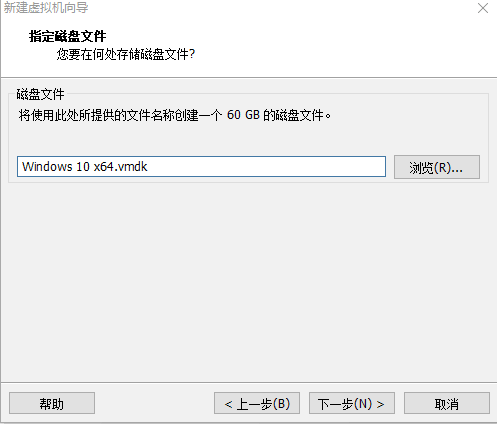 新建虚拟机向导
指定磁盘文件
您要在何处存储磁盘文件?
磁盘文件
将使用此处所提供的文件名称创建一个 60 GB 的磁盘文件。
Windows 10 x64.vmdk
浏览(R)...
帮助
< 上一步(B)
下一步(N) >
取消